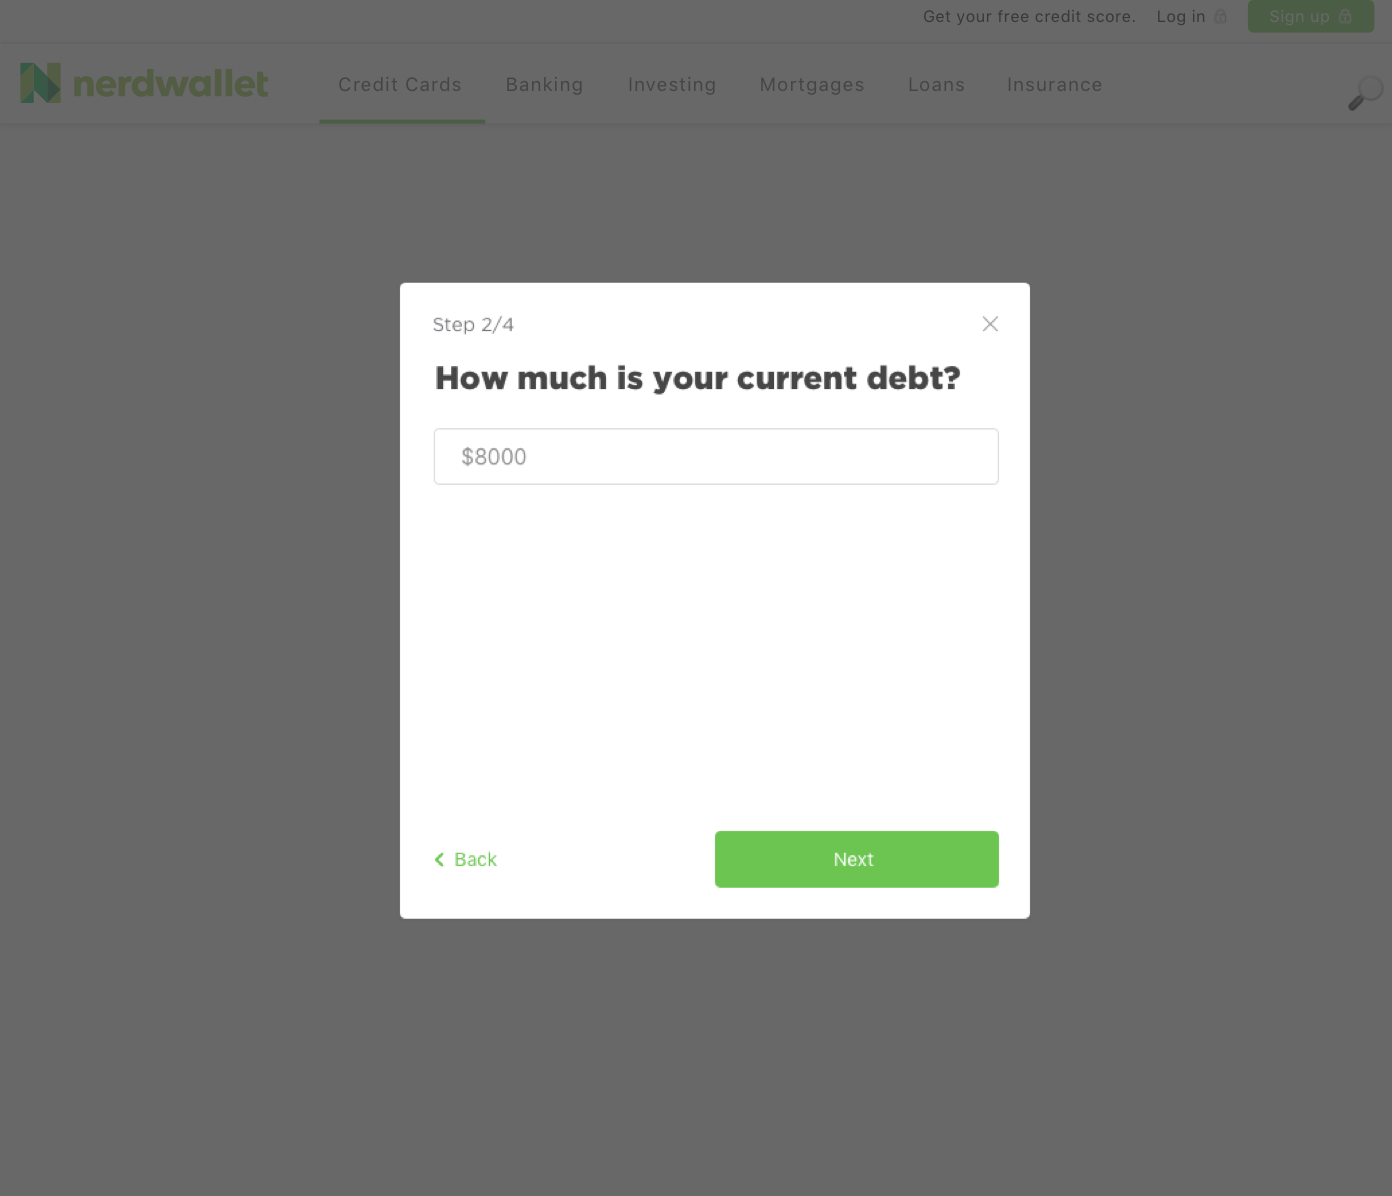 Get your free credit score. Log in Sign up
nerdwallet Credit Cards Banking Investing Mortgages Loans Insurance
Step 2/4
How much is your current debt?
$8000
Back Next